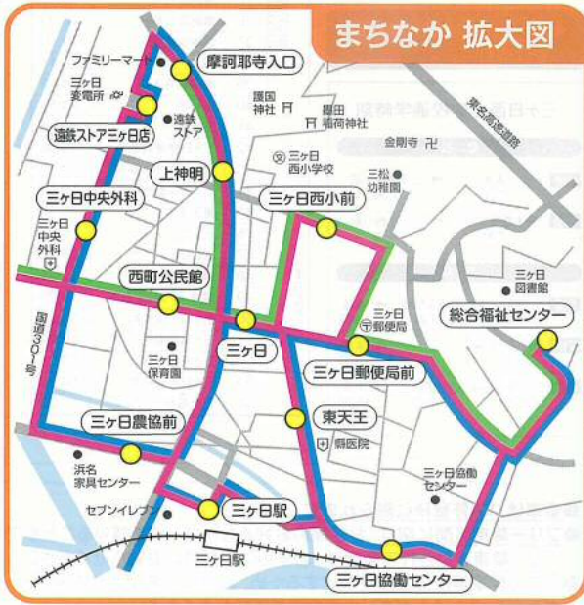 まちなか 拡大図
ファミリーマート
摩訶耶寺入口
三ヶ日
変電所
遠鉄
ストア
遠鉄ストア三ヶ日店
護国
神社
豊田
稲荷神社
東名高速道路
金剛寺
上神明
三ヶ日
西小学校
三松
幼稚園
三ヶ日中央外科
三ヶ日西小前
三ヶ日
中央
外科
西町公民館
三ヶ日
図書館
総合福祉センター
国道301号
三ヶ日
三ヶ日
郵便局
三ヶ日
保育園
三ヶ日郵便局前
三ヶ日農協前
東天王
縣医院
浜名
家具センター
三ヶ日協働
センター
セブンイレブン
三ヶ日駅
三ヶ日駅
三ヶ日協働センター